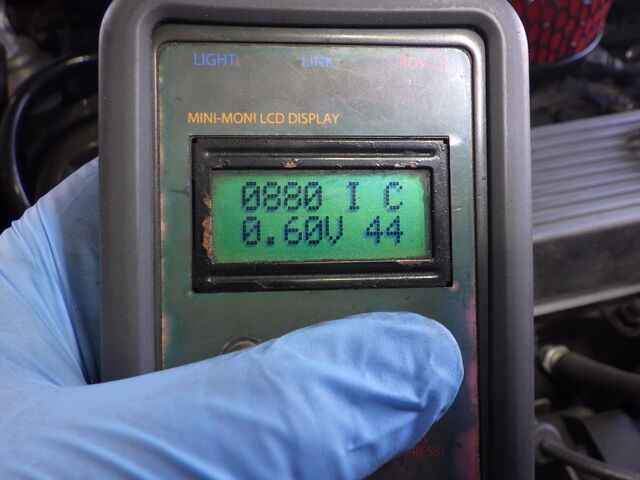 LIGHT LINK
MINI-MONI LCD DISPLAY
0880 I C
0.60V 44